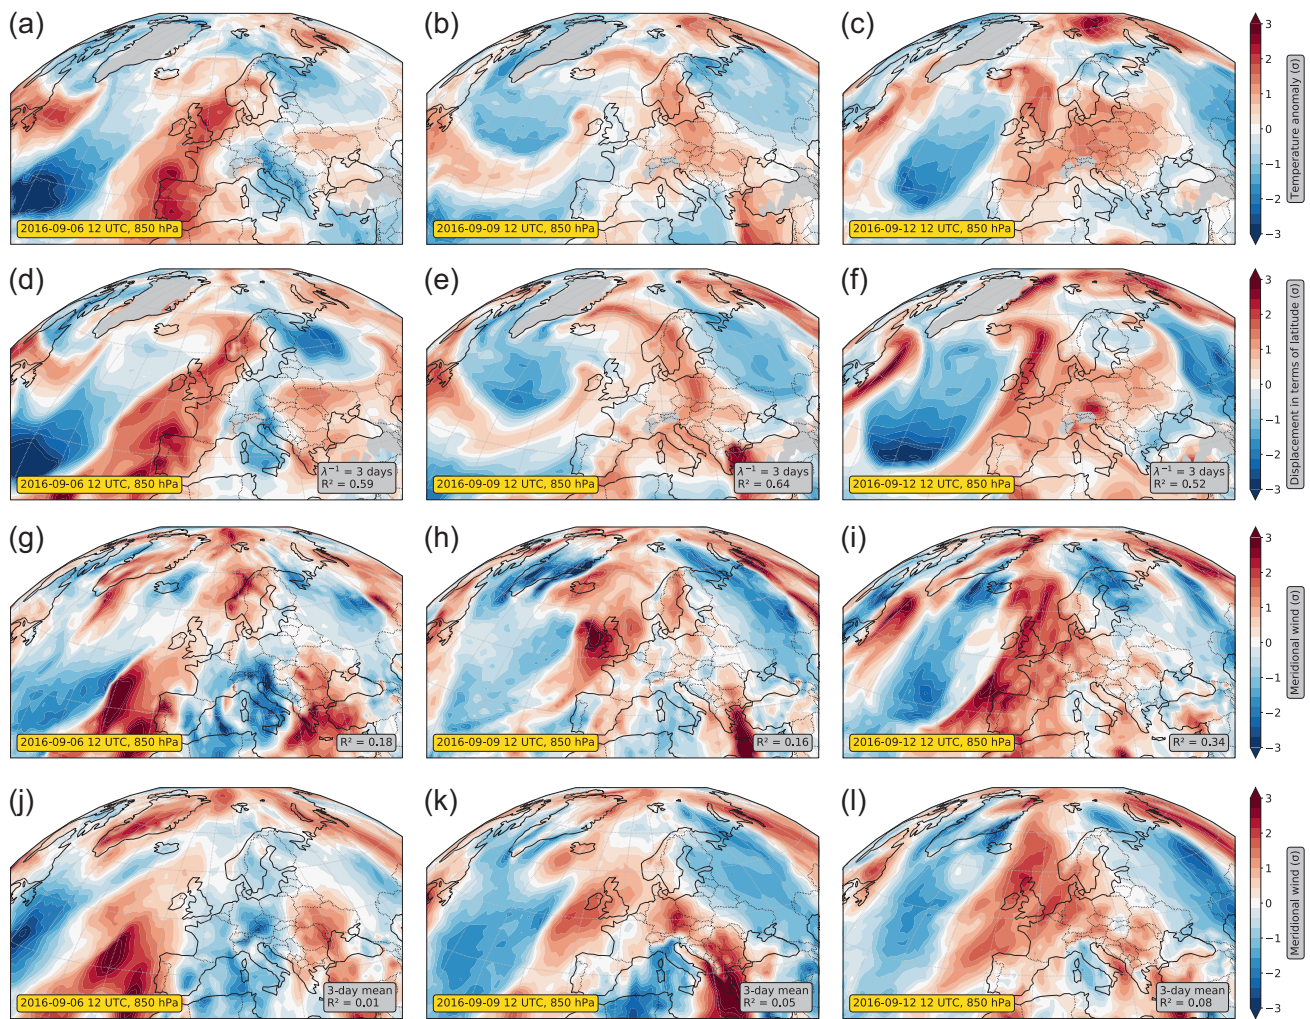 (a)
(b)
(c)
2016-09-06 12 UTC, 850 hPa
2016-09-09 12 UTC, 850 hPa
2016-09-12 12 UTC, 850 hPa
3
2
1
0
−1
−2
−3
Temperature anomaly (σ)
(d)
(e)
(f)
2016-09-06 12 UTC, 850 hPa
λ⁻¹ = 3 days
R² = 0.59
2016-09-09 12 UTC, 850 hPa
λ⁻¹ = 3 days
R² = 0.64
2016-09-12 12 UTC, 850 hPa
λ⁻¹ = 3 days
R² = 0.52
3
2
1
0
−1
−2
−3
Displacement in terms of latitude (σ)
(g)
(h)
(i)
2016-09-06 12 UTC, 850 hPa
R² = 0.18
2016-09-09 12 UTC, 850 hPa
R² = 0.16
2016-09-12 12 UTC, 850 hPa
R² = 0.34
3
2
1
0
−1
−2
−3
Meridional wind (σ)
(j)
(k)
(l)
2016-09-06 12 UTC, 850 hPa
3-day mean
R² = 0.01
2016-09-09 12 UTC, 850 hPa
3-day mean
R² = 0.05
2016-09-12 12 UTC, 850 hPa
3-day mean
R² = 0.08
3
2
1
0
−1
−2
−3
Meridional wind (σ)